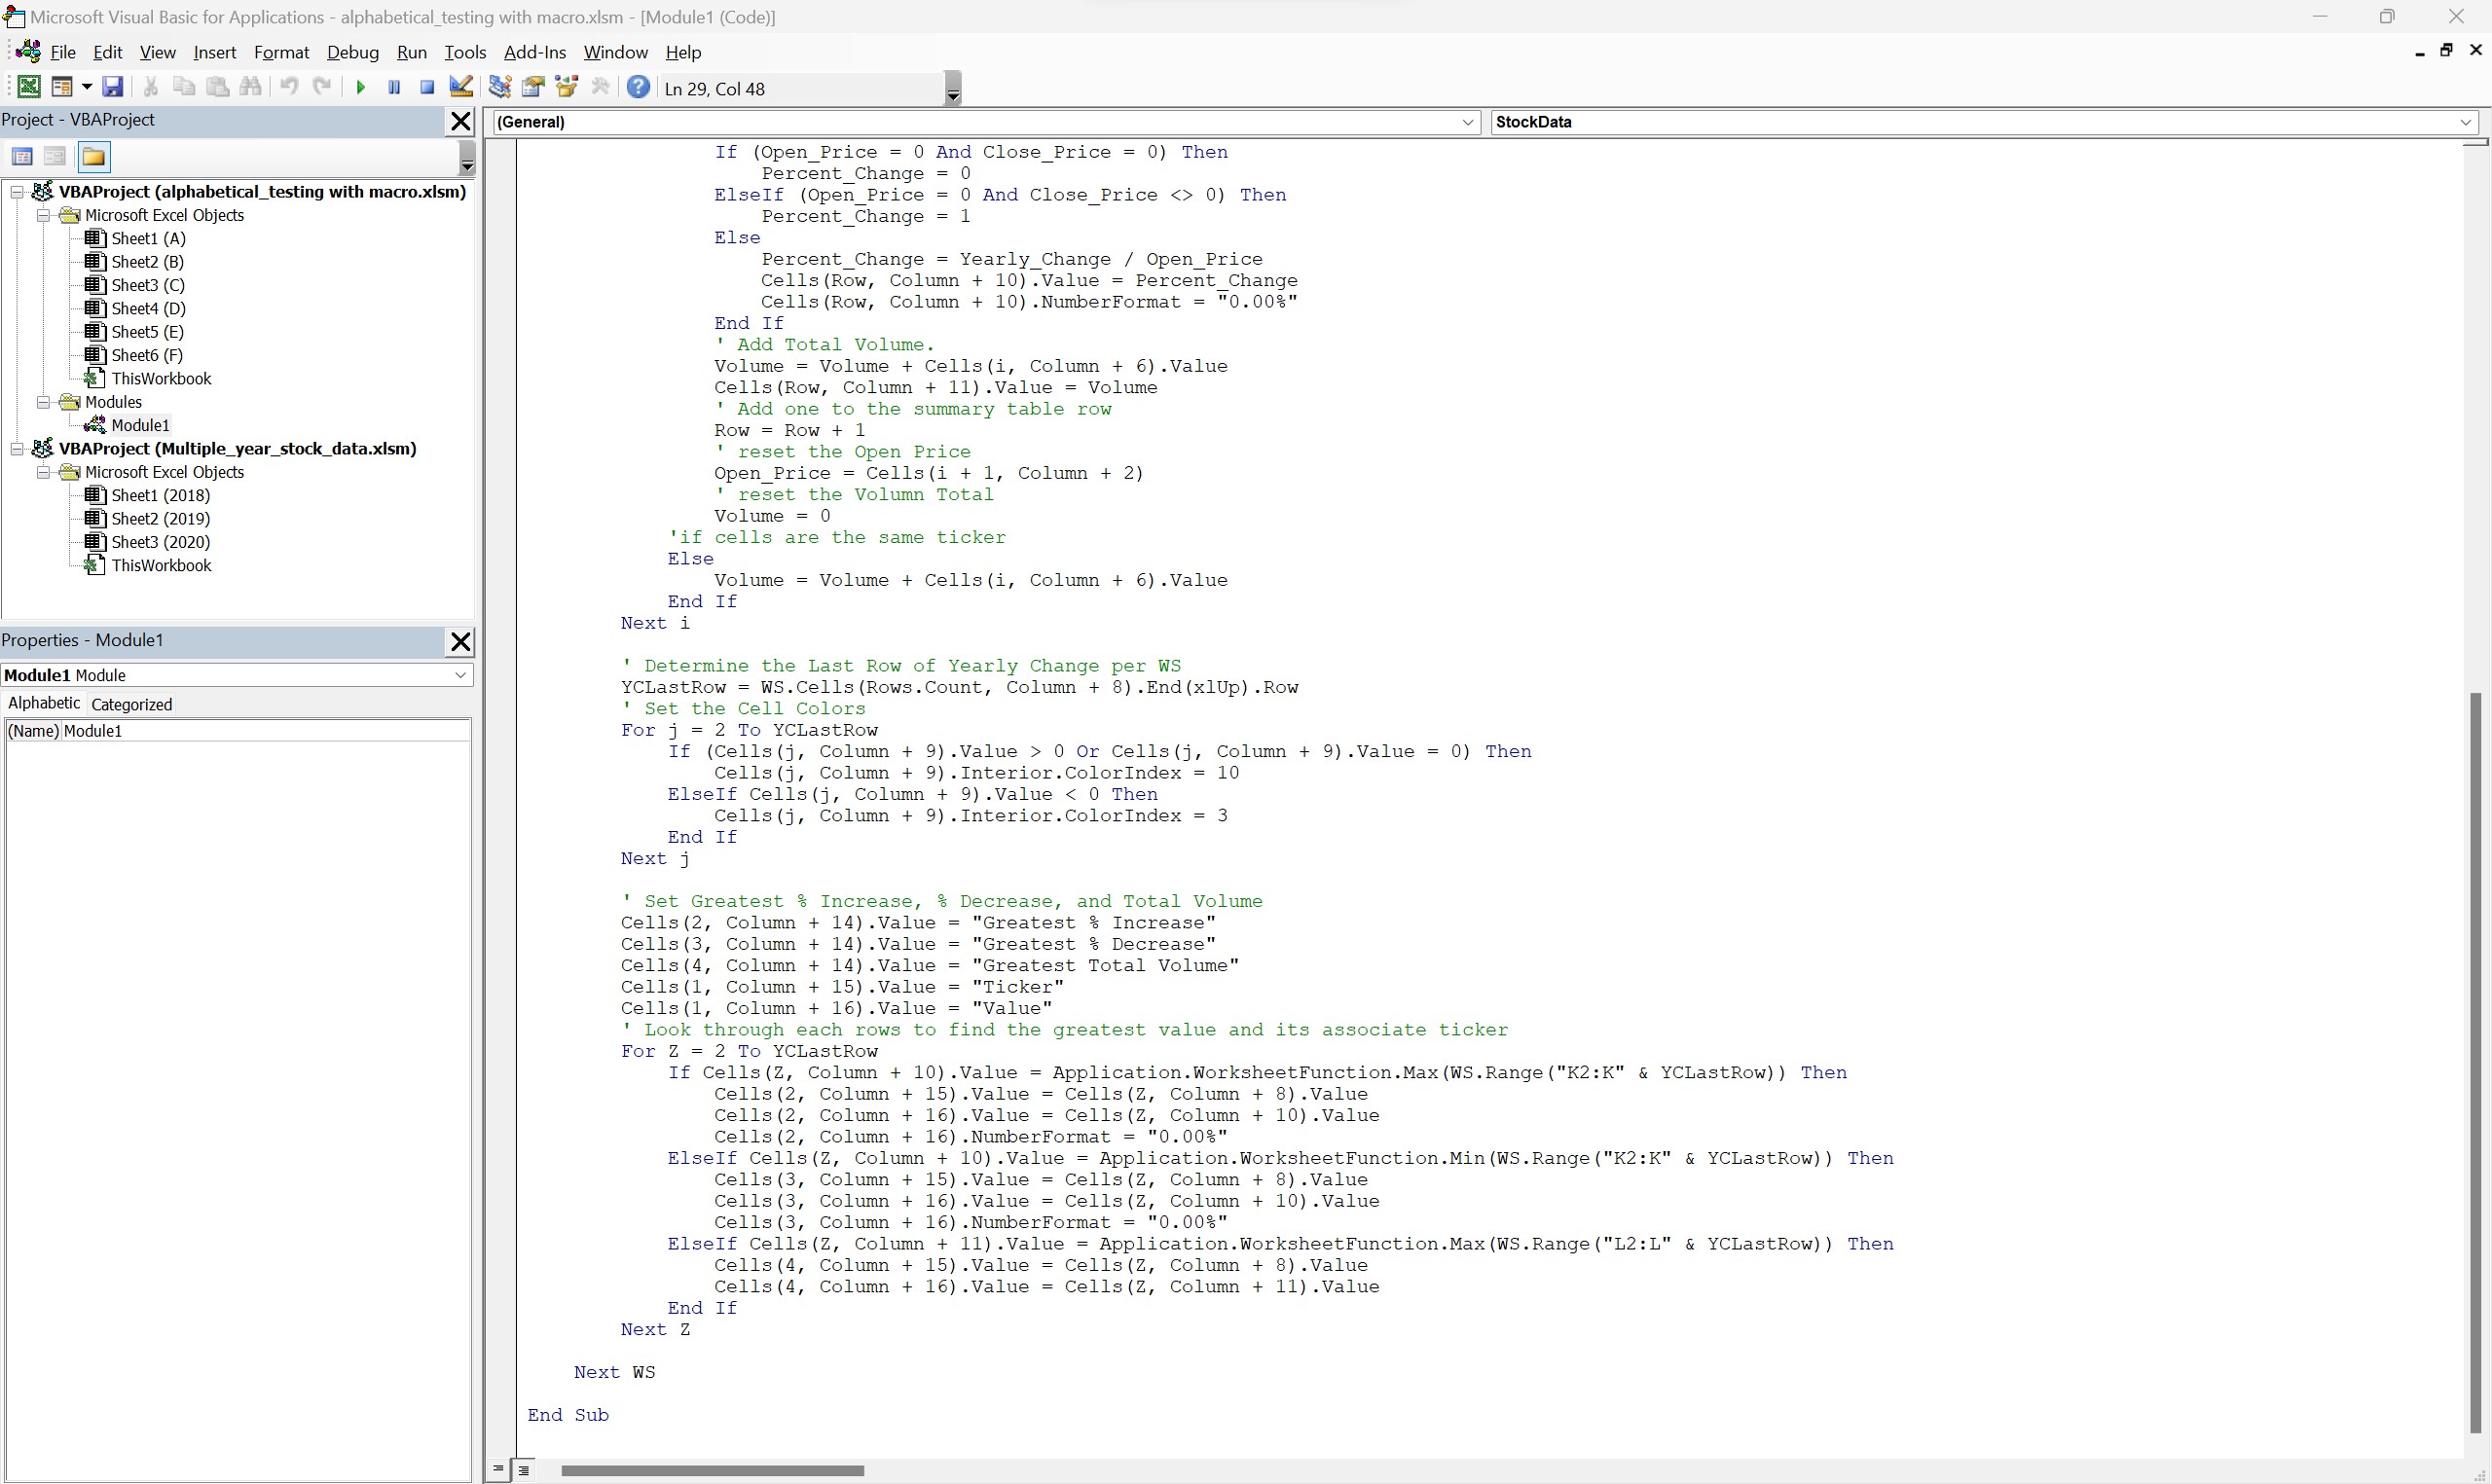 Microsoft Visual Basic for Applications - alphabetical_testing with macro.xlsm - [Module1 (Code)]
File Edit View Insert Format Debug Run Tools Add-Ins Window Help
Ln 29, Col 48
Project - VBAProject
VBAProject (alphabetical_testing with macro.xlsm)
Microsoft Excel Objects
Sheet1 (A)
Sheet2 (B)
Sheet3 (C)
Sheet4 (D)
Sheet5 (E)
Sheet6 (F)
ThisWorkbook
Modules
Module1
VBAProject (Multiple_year_stock_data.xlsm)
Microsoft Excel Objects
Sheet1 (2018)
Sheet2 (2019)
Sheet3 (2020)
ThisWorkbook
Properties - Module1
Module1 Module
Alphabetic Categorized
(Name) Module1
(General) StockData
If (Open_Price = 0 And Close_Price = 0) Then
Percent_Change = 0
ElseIf (Open_Price = 0 And Close_Price <> 0) Then
Percent_Change = 1
Else
Percent_Change = Yearly_Change / Open_Price
Cells(Row, Column + 10).Value = Percent_Change
Cells(Row, Column + 10).NumberFormat = "0.00%"
End If
' Add Total Volume.
Volume = Volume + Cells(i, Column + 6).Value
Cells(Row, Column + 11).Value = Volume
' Add one to the summary table row
Row = Row + 1
' reset the Open Price
Open_Price = Cells(i + 1, Column + 2)
' reset the Volumn Total
Volume = 0
'if cells are the same ticker
Else
Volume = Volume + Cells(i, Column + 6).Value
End If
Next i
' Determine the Last Row of Yearly Change per WS
YCLastRow = WS.Cells(Rows.Count, Column + 8).End(xlUp).Row
' Set the Cell Colors
For j = 2 To YCLastRow
If (Cells(j, Column + 9).Value > 0 Or Cells(j, Column + 9).Value = 0) Then
Cells(j, Column + 9).Interior.ColorIndex = 10
ElseIf Cells(j, Column + 9).Value < 0 Then
Cells(j, Column + 9).Interior.ColorIndex = 3
End If
Next j
' Set Greatest % Increase, % Decrease, and Total Volume
Cells(2, Column + 14).Value = "Greatest % Increase"
Cells(3, Column + 14).Value = "Greatest % Decrease"
Cells(4, Column + 14).Value = "Greatest Total Volume"
Cells(1, Column + 15).Value = "Ticker"
Cells(1, Column + 16).Value = "Value"
' Look through each rows to find the greatest value and its associate ticker
For Z = 2 To YCLastRow
If Cells(Z, Column + 10).Value = Application.WorksheetFunction.Max(WS.Range("K2:K" & YCLastRow)) Then
Cells(2, Column + 15).Value = Cells(Z, Column + 8).Value
Cells(2, Column + 16).Value = Cells(Z, Column + 10).Value
Cells(2, Column + 16).NumberFormat = "0.00%"
ElseIf Cells(Z, Column + 10).Value = Application.WorksheetFunction.Min(WS.Range("K2:K" & YCLastRow)) Then
Cells(3, Column + 15).Value = Cells(Z, Column + 8).Value
Cells(3, Column + 16).Value = Cells(Z, Column + 10).Value
Cells(3, Column + 16).NumberFormat = "0.00%"
ElseIf Cells(Z, Column + 11).Value = Application.WorksheetFunction.Max(WS.Range("L2:L" & YCLastRow)) Then
Cells(4, Column + 15).Value = Cells(Z, Column + 8).Value
Cells(4, Column + 16).Value = Cells(Z, Column + 11).Value
End If
Next Z
Next WS
End Sub